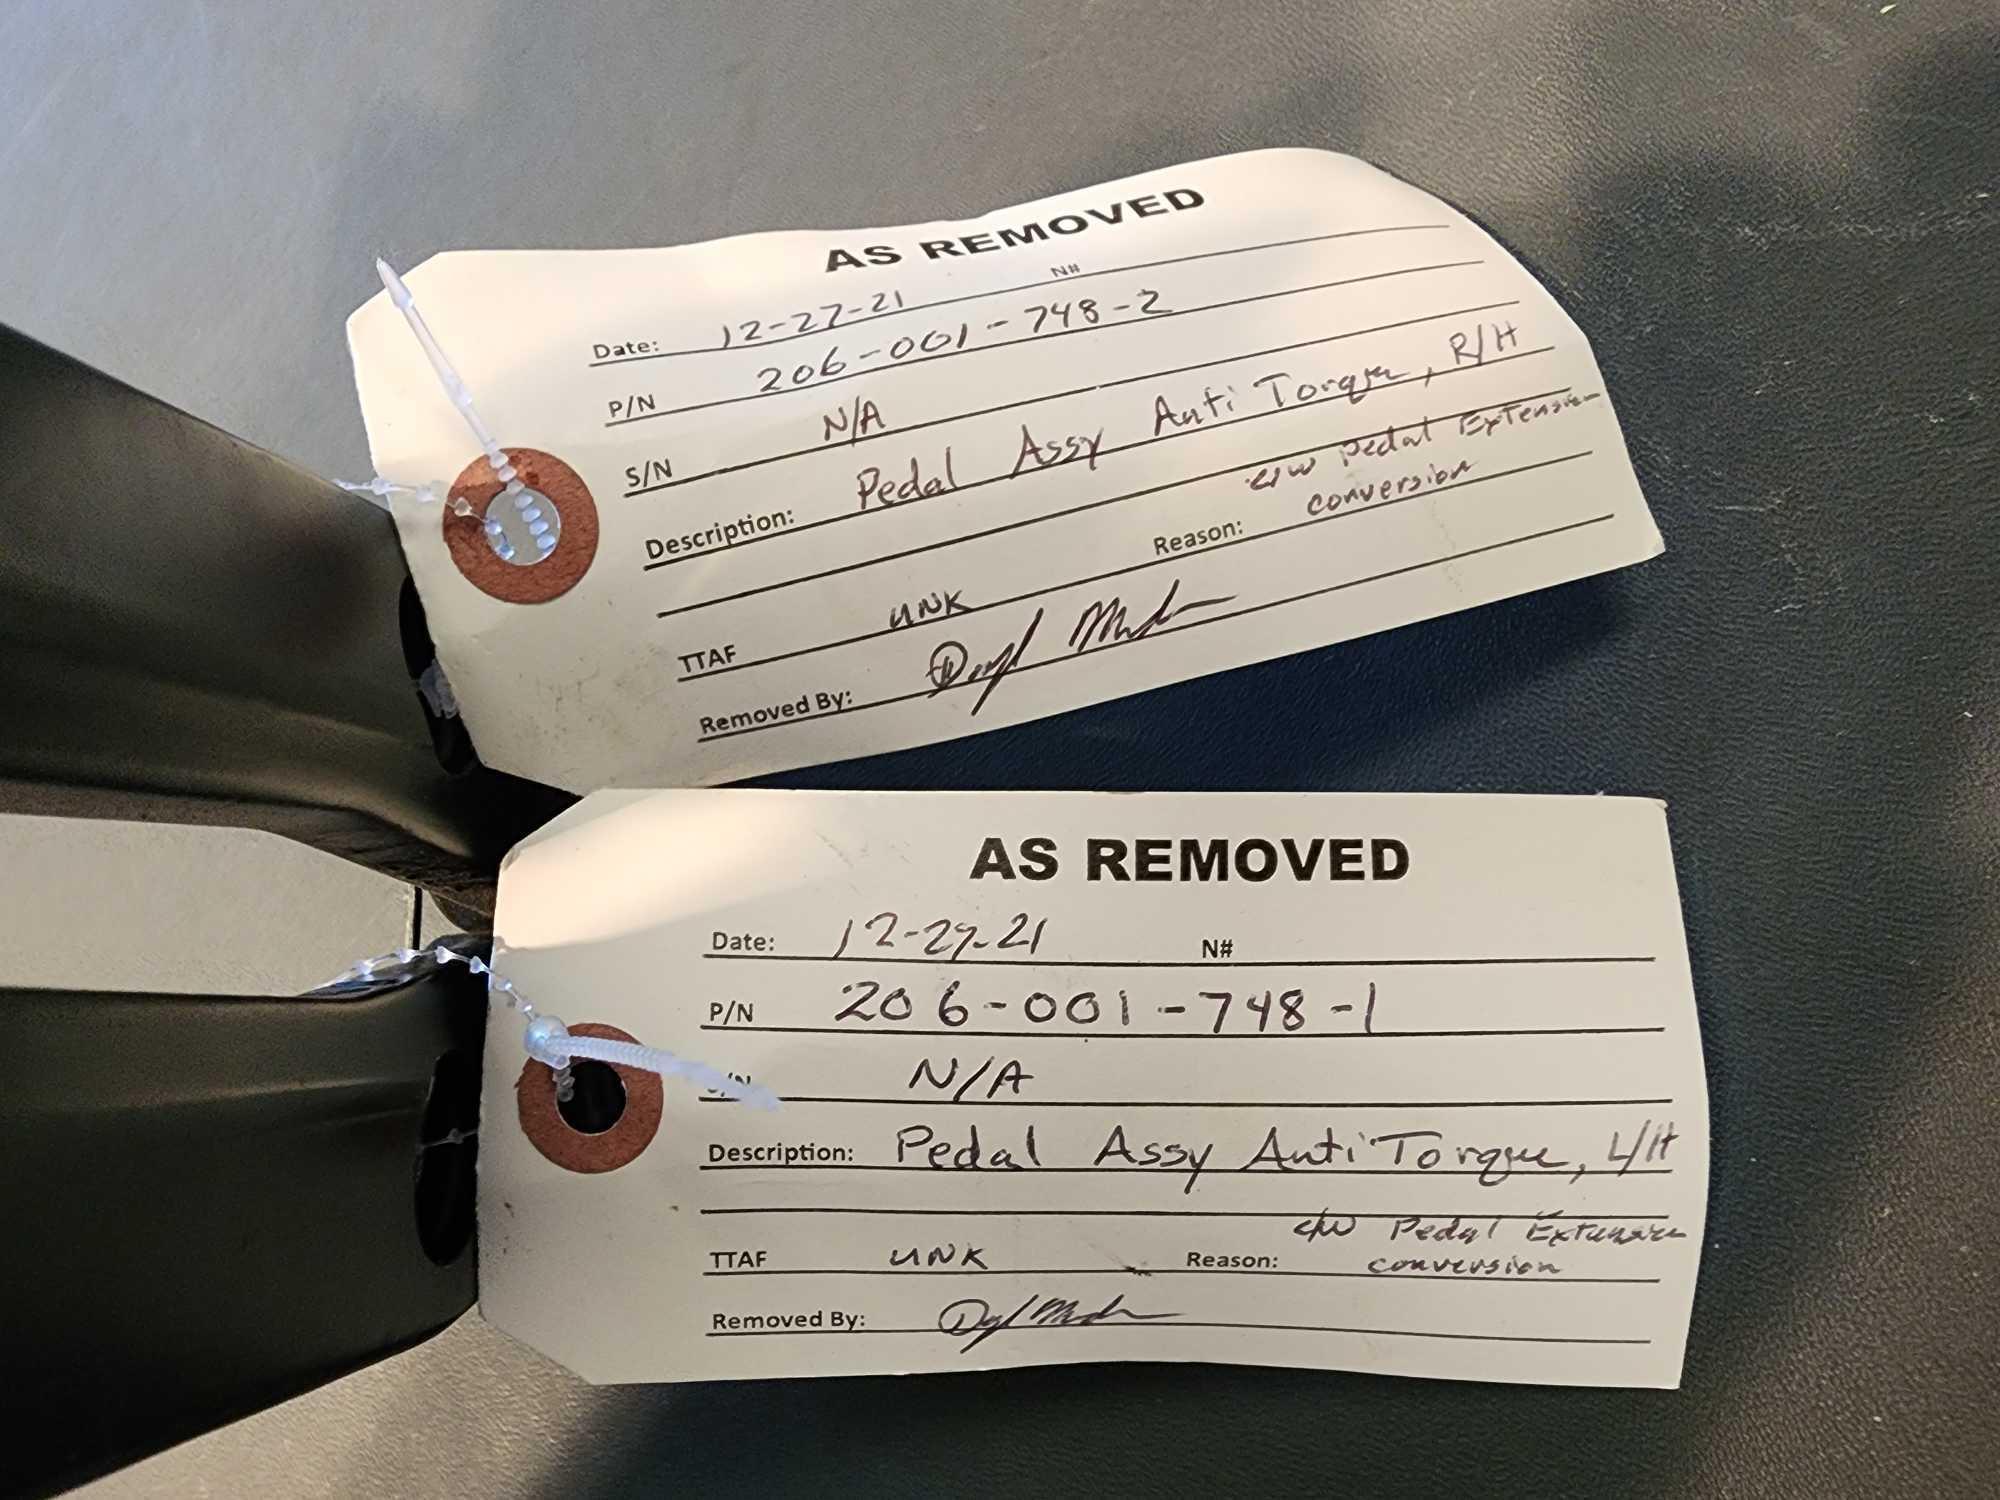 AS REMOVED
Date: 12-27-21 N#
P/N 206-001-748-2
S/N N/A
Description: Pedal Assy Anti Torque, R/H
c/w Pedal Extension
TTAF UNK Reason: conversion
Removed By:
AS REMOVED
Date: 12-27-21 N#
P/N 206-001-748-1
S/N N/A
Description: Pedal Assy Anti Torque, L/H
c/w Pedal Extension
TTAF UNK Reason: conversion
Removed By: